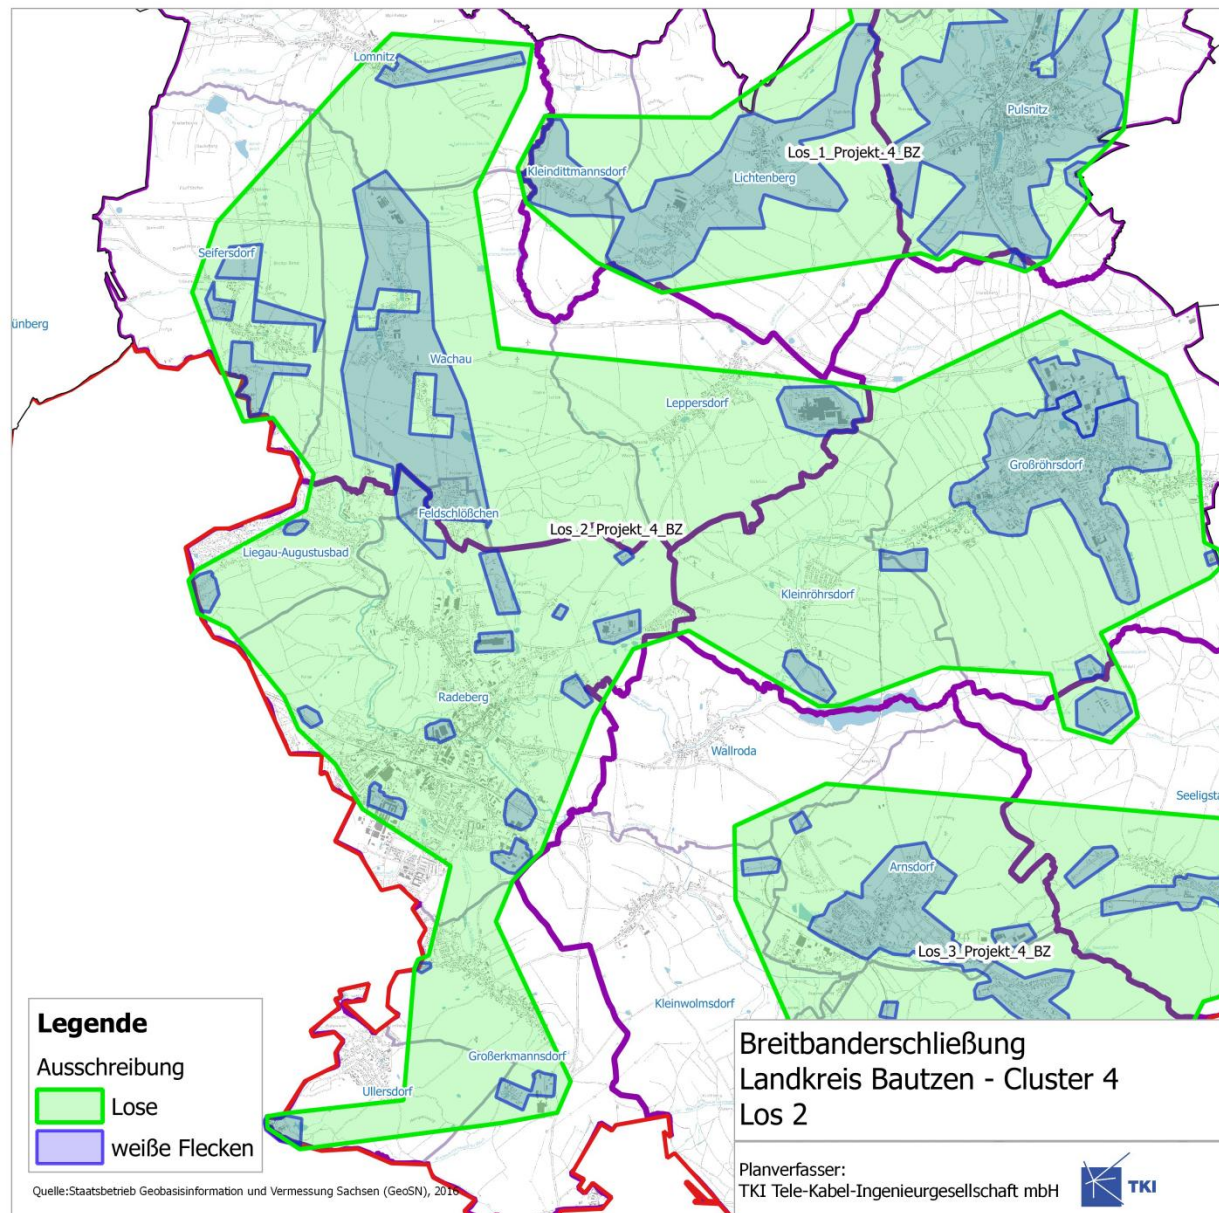 Lomnitz
Pulsnitz
Los_1_Projekt_4_BZ
Kleindittmannsdorf
Lichtenberg
Seifersdorf
ünberg
Wachau
Leppersdorf
Großröhrsdorf
Feldschlößchen
Los_2_Projekt_4_BZ
Liegau-Augustusbad
Kleinröhrsdorf
Radeberg
Wallroda
Seeligsta
Arnsdorf
Los_3_Projekt_4_BZ
Kleinwolmsdorf
Großerkmannsdorf
Ullersdorf
Legende
Ausschreibung
Lose
weiße Flecken
Quelle:Staatsbetrieb Geobasisinformation und Vermessung Sachsen (GeoSN), 2016
Breitbanderschließung
Landkreis Bautzen - Cluster 4
Los 2
Planverfasser:
TKI Tele-Kabel-Ingenieurgesellschaft mbH
TKI